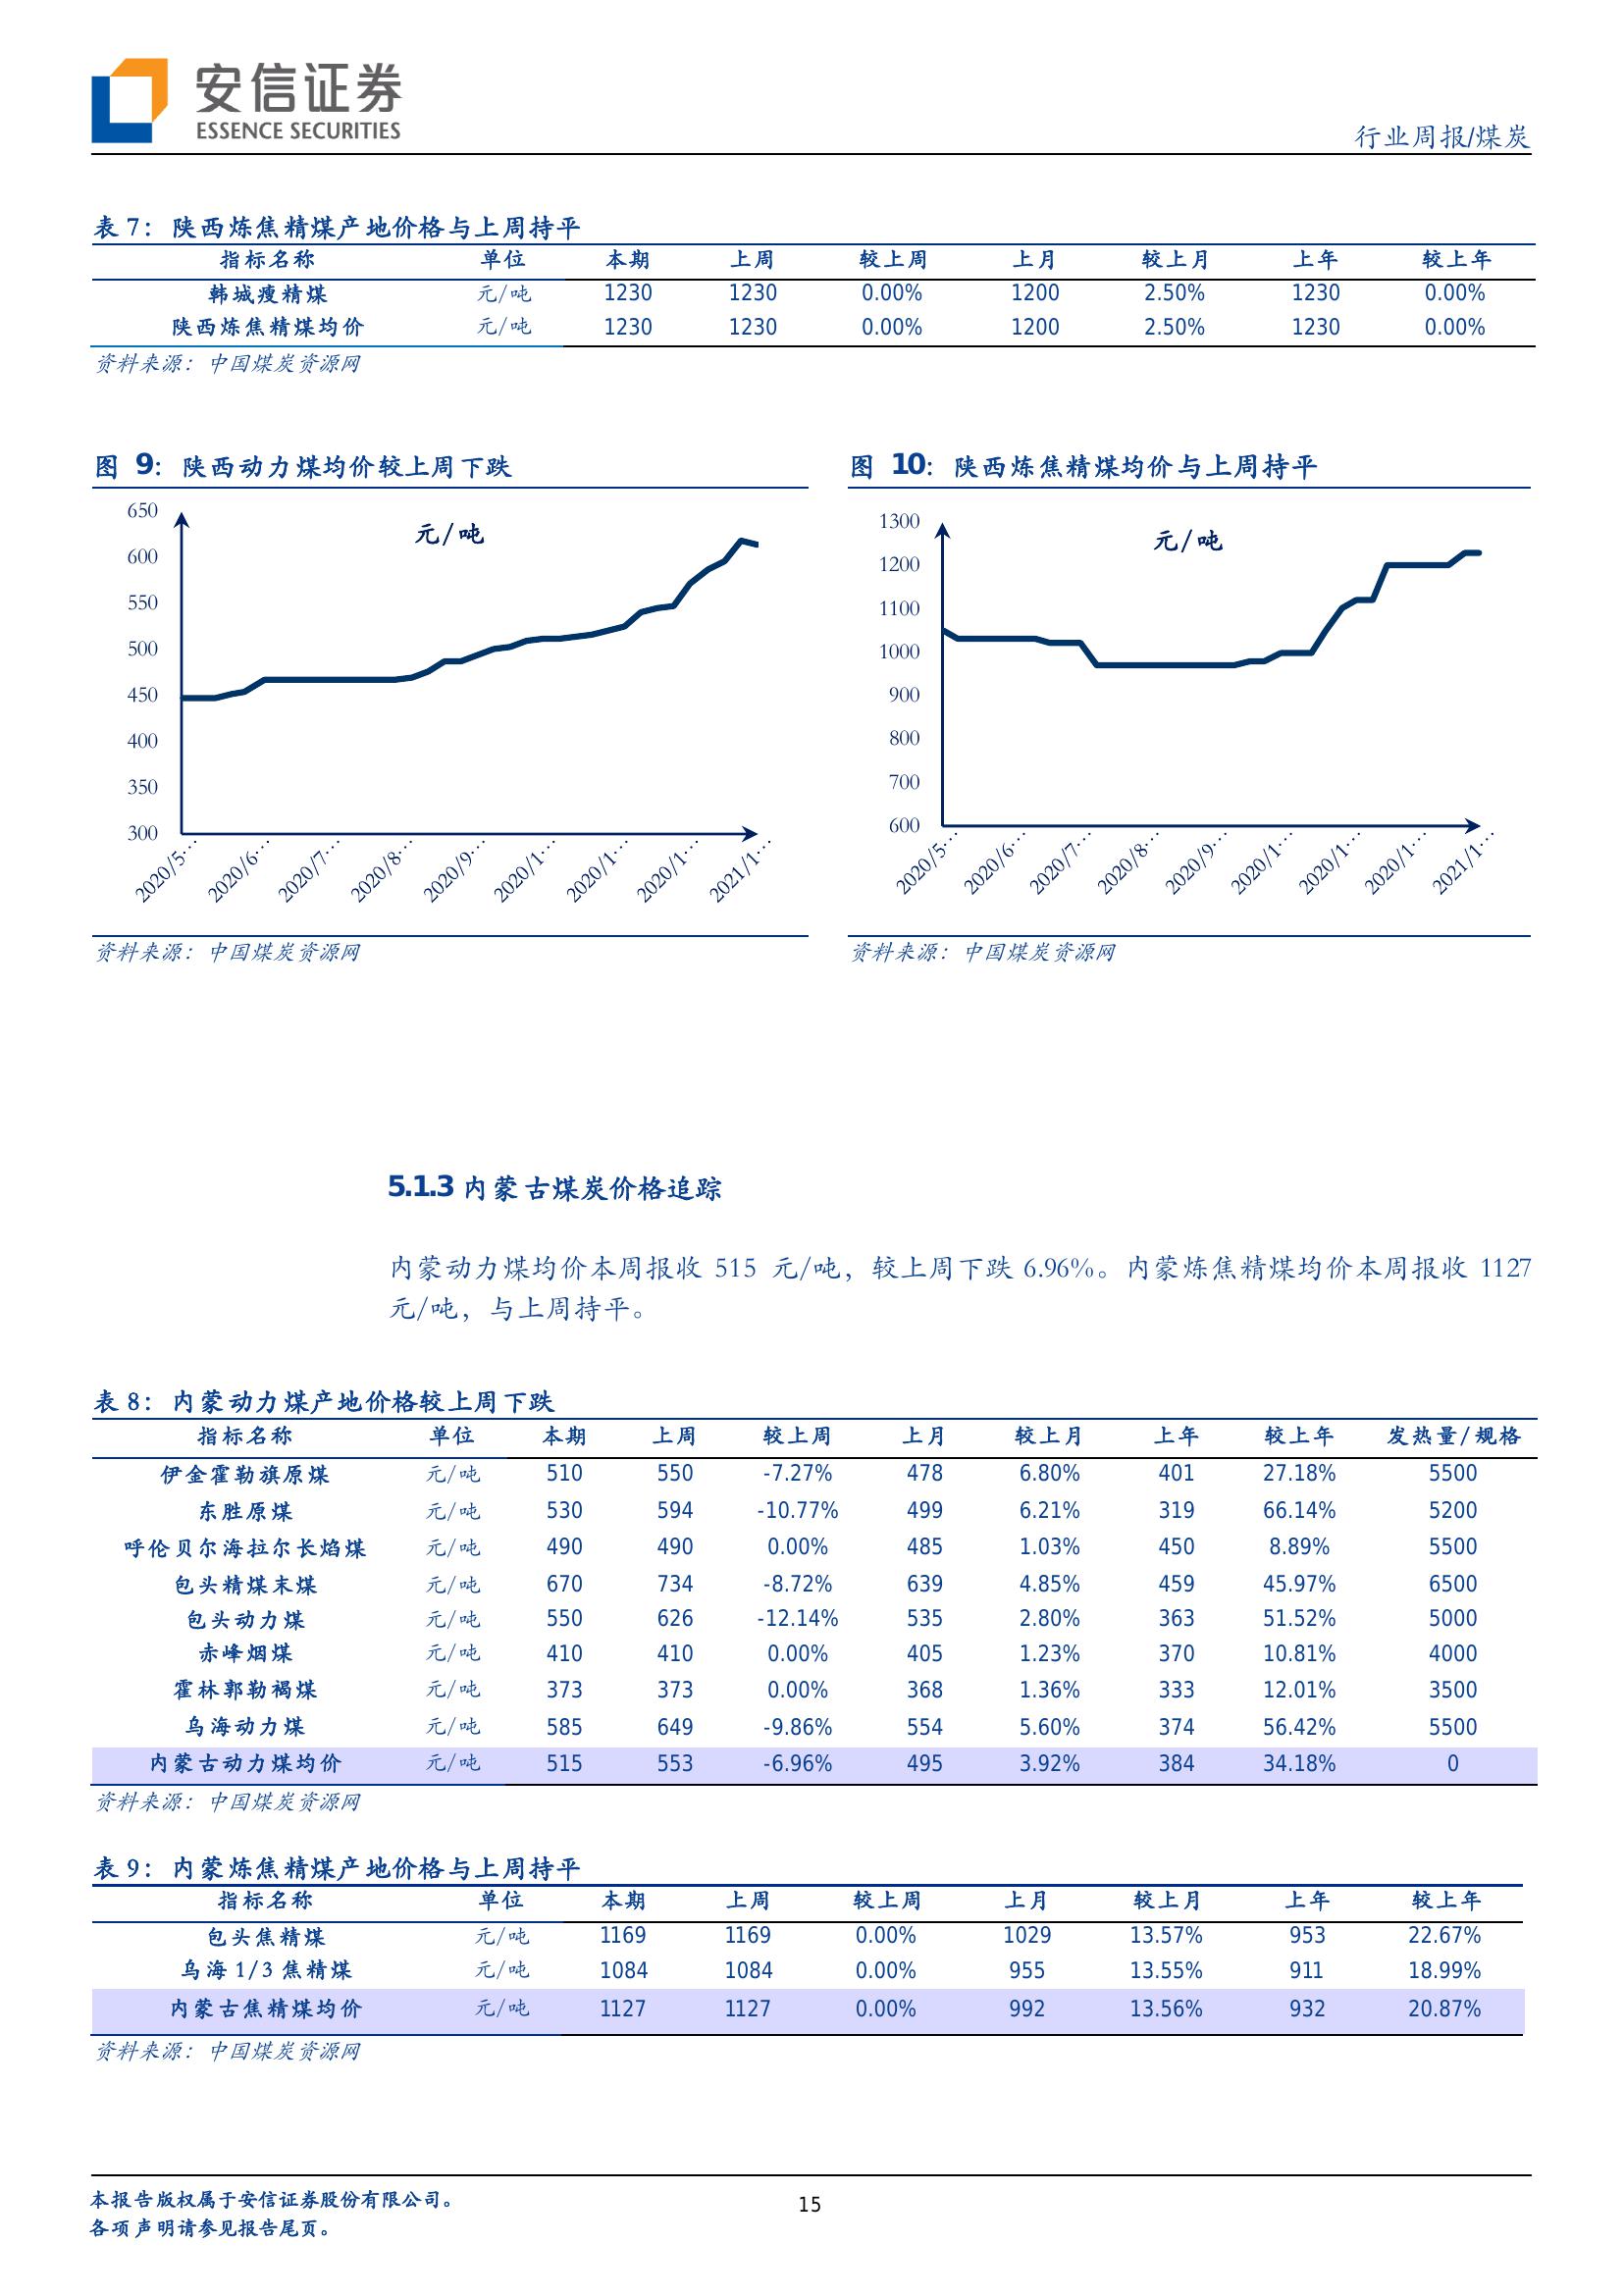 安信证券
ESSENCE SECURITIES
行业周报/煤炭
表 7：陕西炼焦精煤产地价格与上周持平
指标名称 单位 本期 上周 较上周 上月 较上月 上年 较上年
韩城瘦精煤 元/吨 1230 1230 0.00% 1200 2.50% 1230 0.00%
陕西炼焦精煤均价 元/吨 1230 1230 0.00% 1200 2.50% 1230 0.00%
资料来源：中国煤炭资源网
图 9：陕西动力煤均价较上周下跌
元/吨
650
600
550
500
450
400
350
300
2020/5… 2020/6… 2020/7… 2020/8… 2020/9… 2020/1… 2020/1… 2020/1… 2021/1…
资料来源：中国煤炭资源网
图 10：陕西炼焦精煤均价与上周持平
元/吨
1300
1200
1100
1000
900
800
700
600
2020/5… 2020/6… 2020/7… 2020/8… 2020/9… 2020/1… 2020/1… 2020/1… 2021/1…
资料来源：中国煤炭资源网
5.1.3 内蒙古煤炭价格追踪
内蒙动力煤均价本周报收 515 元/吨，较上周下跌 6.96%。内蒙炼焦精煤均价本周报收 1127
元/吨，与上周持平。
表 8：内蒙动力煤产地价格较上周下跌
指标名称 单位 本期 上周 较上周 上月 较上月 上年 较上年 发热量/规格
伊金霍勒旗原煤 元/吨 510 550 -7.27% 478 6.80% 401 27.18% 5500
东胜原煤 元/吨 530 594 -10.77% 499 6.21% 319 66.14% 5200
呼伦贝尔海拉尔长焰煤 元/吨 490 490 0.00% 485 1.03% 450 8.89% 5500
包头精煤末煤 元/吨 670 734 -8.72% 639 4.85% 459 45.97% 6500
包头动力煤 元/吨 550 626 -12.14% 535 2.80% 363 51.52% 5000
赤峰烟煤 元/吨 410 410 0.00% 405 1.23% 370 10.81% 4000
霍林郭勒褐煤 元/吨 373 373 0.00% 368 1.36% 333 12.01% 3500
乌海动力煤 元/吨 585 649 -9.86% 554 5.60% 374 56.42% 5500
内蒙古动力煤均价 元/吨 515 553 -6.96% 495 3.92% 384 34.18% 0
资料来源：中国煤炭资源网
表 9：内蒙炼焦精煤产地价格与上周持平
指标名称 单位 本期 上周 较上周 上月 较上月 上年 较上年
包头焦精煤 元/吨 1169 1169 0.00% 1029 13.57% 953 22.67%
乌海 1/3 焦精煤 元/吨 1084 1084 0.00% 955 13.55% 911 18.99%
内蒙古焦精煤均价 元/吨 1127 1127 0.00% 992 13.56% 932 20.87%
资料来源：中国煤炭资源网
本报告版权属于安信证券股份有限公司。
各项声明请参见报告尾页。
15